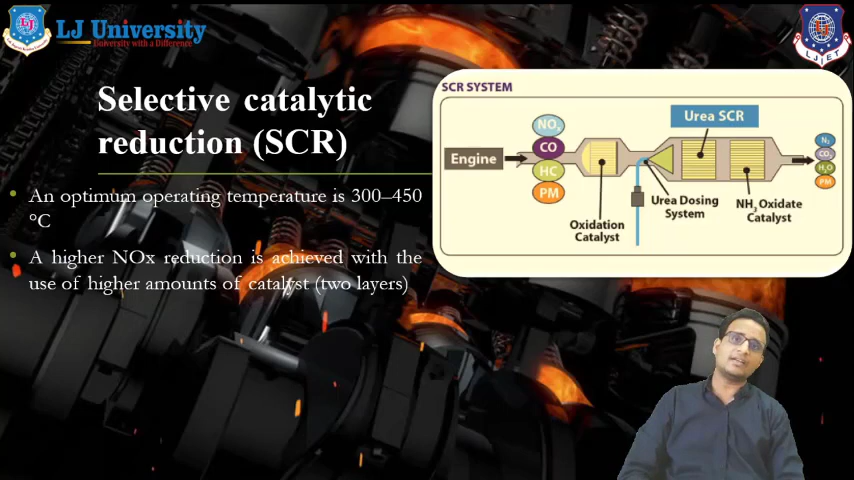 LJ University
University with a Difference
LJIET
Selective catalytic
reduction (SCR)
An optimum operating temperature is 300–450
°C
A higher NOx reduction is achieved with the
use of higher amounts of catalyst (two layers)
SCR SYSTEM
Urea SCR
Engine
NOx
CO
HC
PM
Oxidation
Catalyst
Urea Dosing
System
NH3 Oxidate
Catalyst
N2
CO2
H2O
PM